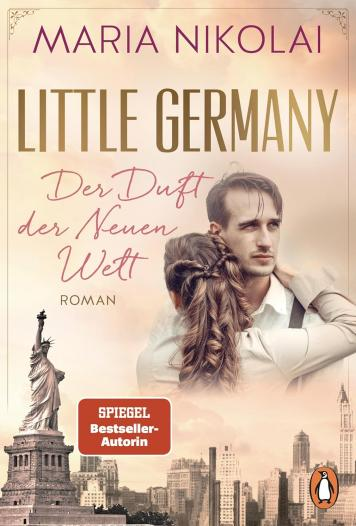 MARIA NIKOLAI
LITTLE GERMANY
Der Duft
der Neuen
Welt
ROMAN
SPIEGEL
Bestseller-
Autorin